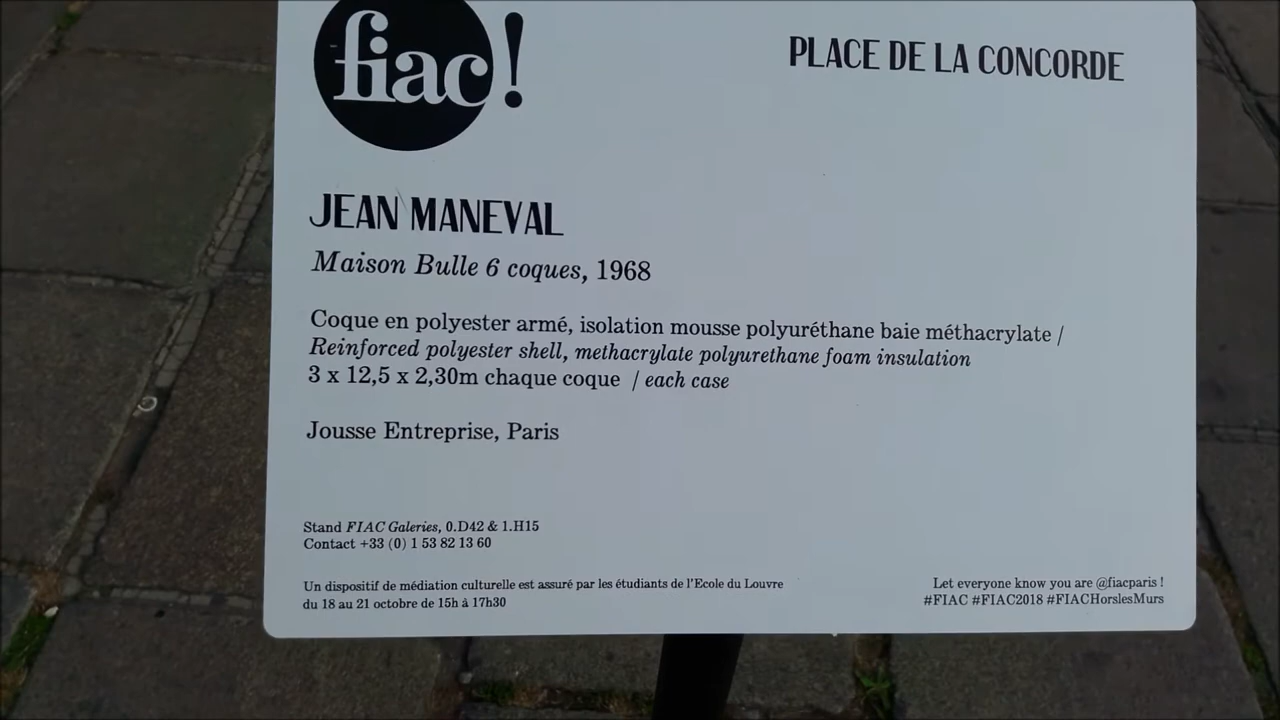 fiac!
PLACE DE LA CONCORDE
JEAN MANEVAL
Maison Bulle 6 coques, 1968
Coque en polyester armé, isolation mousse polyuréthane baie méthacrylate /
Reinforced polyester shell, methacrylate polyurethane foam insulation
3 x 12,5 x 2,30m chaque coque / each case
Jousse Entreprise, Paris
Stand FIAC Galeries, 0.D42 & 1.H15
Contact +33 (0) 1 53 82 13 60
Un dispositif de médiation culturelle est assuré par les étudiants de l'Ecole du Louvre
du 18 au 21 octobre de 15h à 17h30
Let everyone know you are @fiacparis !
#FIAC #FIAC2018 #FIACHorslesMurs